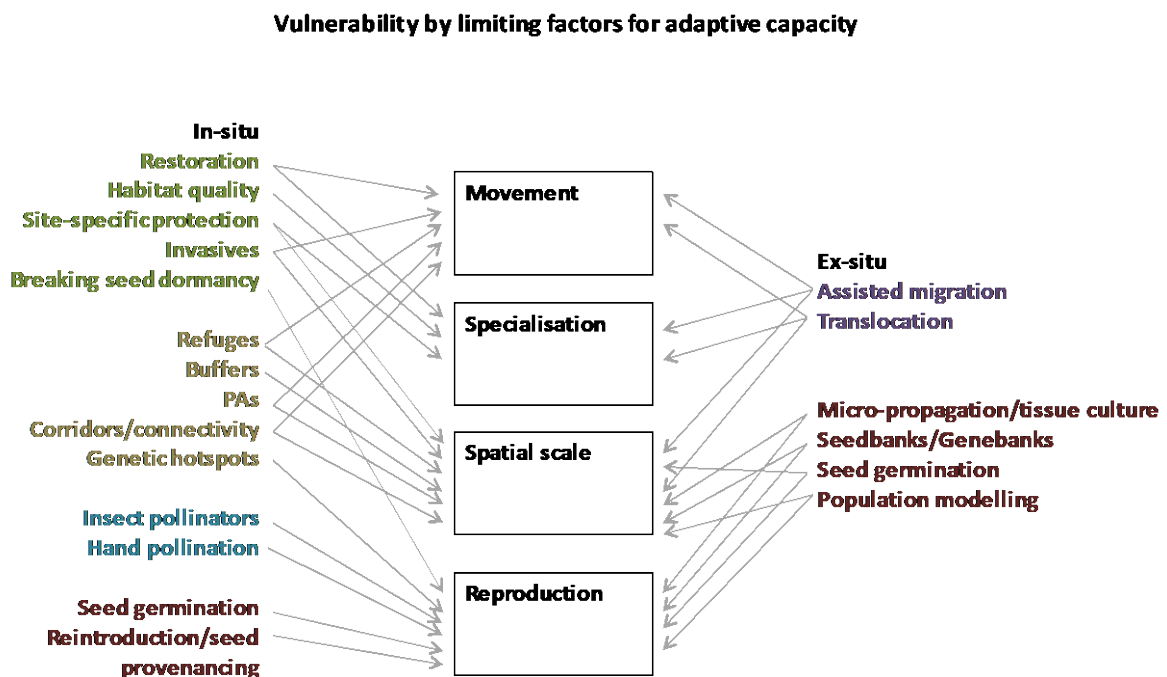 Vulnerability by limiting factors for adaptive capacity
In-situ
Restoration
Habitat quality
Site-specific protection
Invasives
Breaking seed dormancy
Refuges
Buffers
PAs
Corridors/connectivity
Genetic hotspots
Insect pollinators
Hand pollination
Seed germination
Reintroduction/seed
provenancing
Movement
Specialisation
Spatial scale
Reproduction
Ex-situ
Assisted migration
Translocation
Micro-propagation/tissue culture
Seedbanks/Genebanks
Seed germination
Population modelling